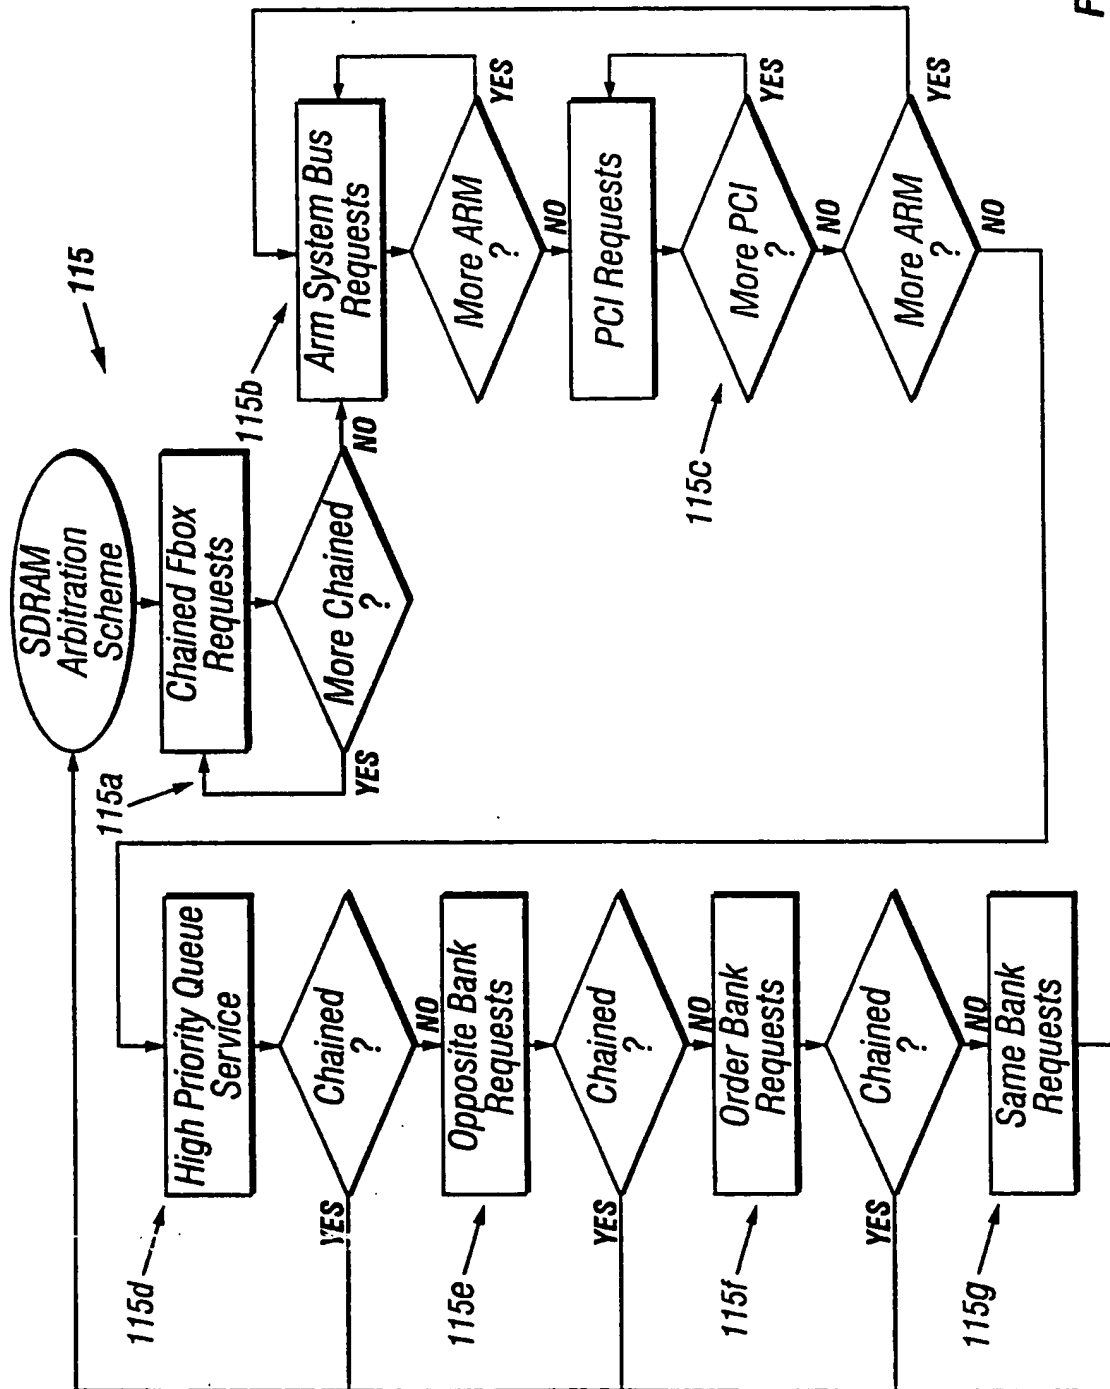 115
SDRAM
Arbitration
Scheme
115a
Chained Fbox
Requests
More Chained
?
YES
NO
115b
Arm System Bus
Requests
More ARM
?
YES
NO
PCI Requests
115c
More PCI
?
YES
NO
More ARM
?
YES
NO
115d
High Priority Queue
Service
Chained
?
YES
NO
115e
Opposite Bank
Requests
Chained
?
YES
NO
115f
Order Bank
Requests
Chained
?
YES
NO
115g
Same Bank
Requests